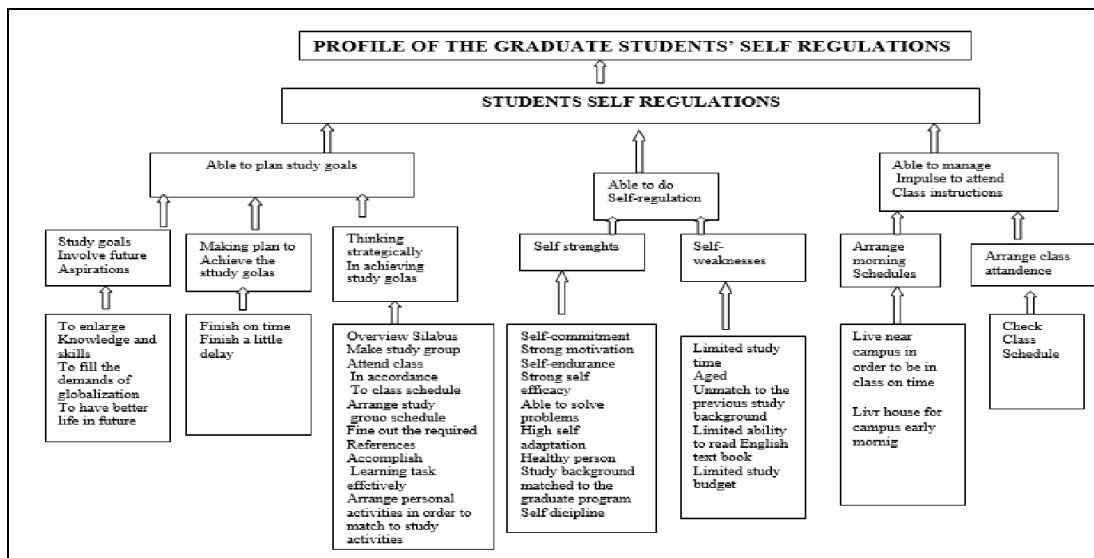 PROFILE OF THE GRADUATE STUDENTS' SELF REGULATIONS
STUDENTS SELF REGULATIONS
Able to plan study goals
Able to do
Self-regulation
Able to manage
Impulse to attend
Class instructions
Study goals
Involve future
Aspirations
Making plan to
Achieve the
sttudy golas
Thinking
strategically
In achieving
study golas
Self strenghts
Self-
weaknesses
Arrange
morning
Schedules
Arrange class
attandence
To enlarge
Knowledge and
skills
To fill the
demands of
globalization
To have better
life in future
Finish on time
Finish a little
delay
Overview Silabus
Make study group
Attend class
In accordance
To class schedule
Arrange study
grouo schedule
Fine out the required
References
Accomplish
Learning task
effctively
Arrange personal
activities in order to
match to study
activities
Self-commitment
Strong motivation
Self-endurance
Strong self
efficacy
Able to solve
problems
High self
adaptation
Healthy person
Study background
matched to the
graduate program
Self dicipline
Limited study
time
Aged
Unmatch to the
previous study
background
Limited ability
to read English
text book
Limited study
budget
Live near
campus in
order to be in
class on time
Livr house for
campus early
mornig
Check
Class
Schedule